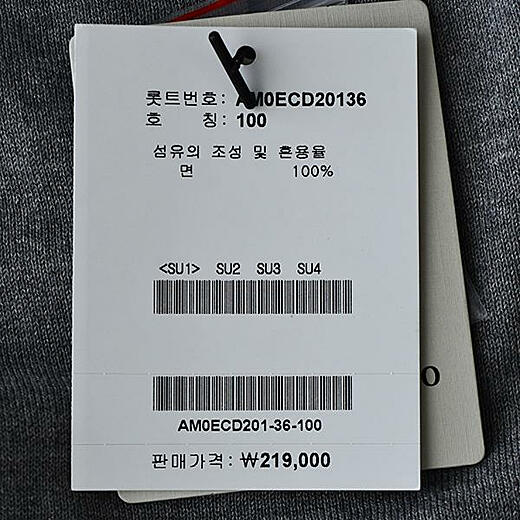 롯트번호: AM0ECD20136
호 칭: 100
섬유의 조성 및 혼용율
면 100%
<SU1> SU2 SU3 SU4
AM0ECD201-36-100
판매가격: ₩219,000
o